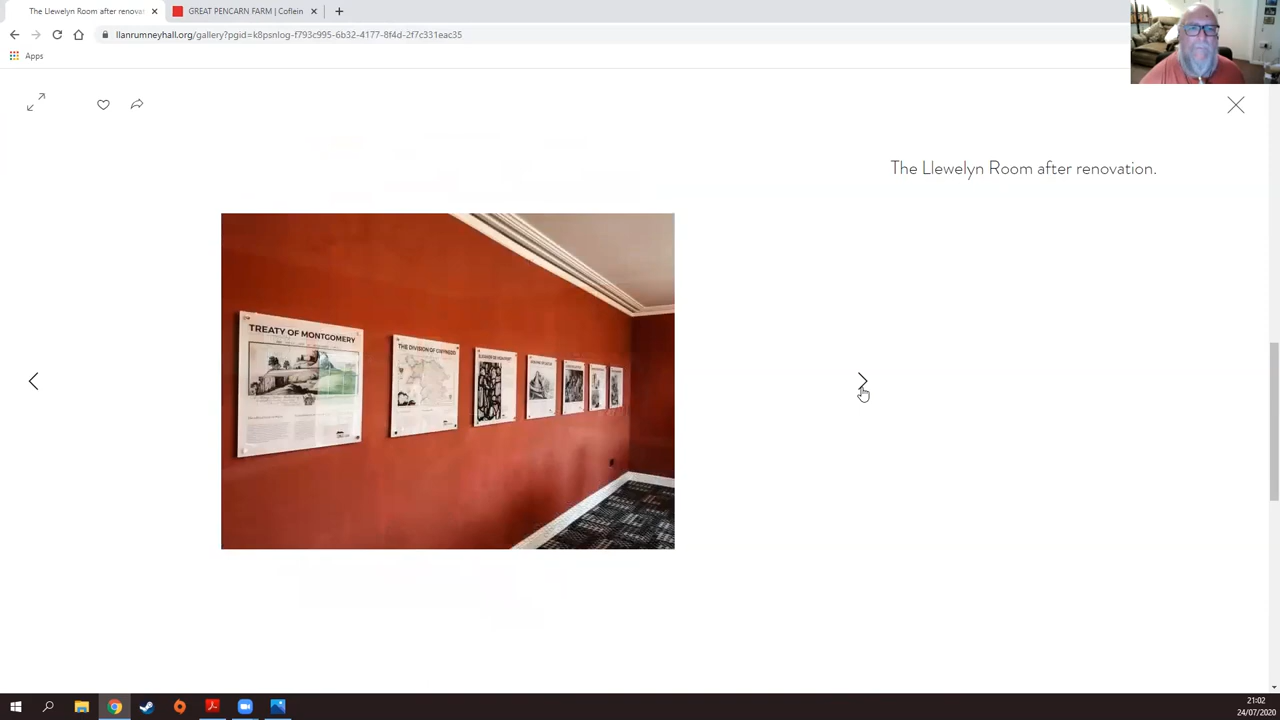 The Llewelyn Room after renovat
GREAT PENCARN FARM | Coflein
llanrumneyhall.org/gallery?pgid=k8psnlog-f793c995-6b32-4177-8f4d-2f7c331eac35
Apps
The Llewelyn Room after renovation.
TREATY OF MONTGOMERY
THE DIVISION OF GWYNEDD
21:02
24/07/2020